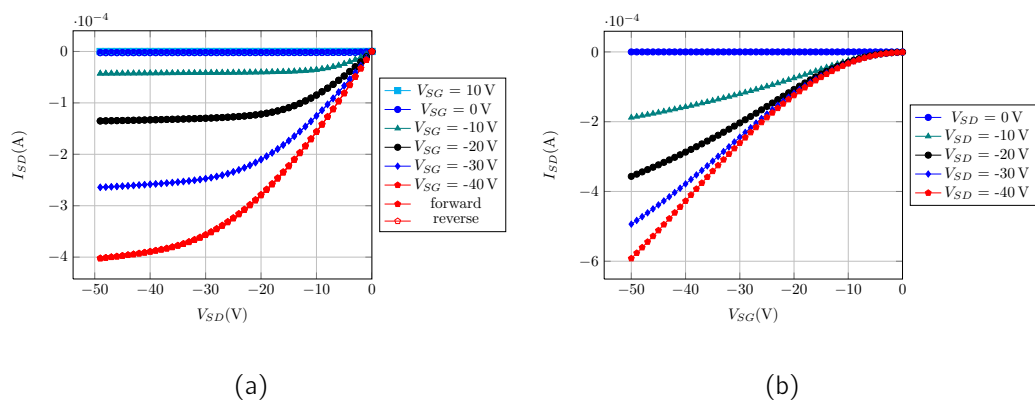 ·10⁻⁴
0
−1
−2
−3
−4
I_SD(A)
−50 −40 −30 −20 −10 0
V_SD(V)
V_SG = 10 V
V_SG = 0 V
V_SG = -10 V
V_SG = -20 V
V_SG = -30 V
V_SG = -40 V
forward
reverse
(a)
·10⁻⁴
0
−2
−4
−6
I_SD(A)
−50 −40 −30 −20 −10 0
V_SG(V)
V_SD = 0 V
V_SD = -10 V
V_SD = -20 V
V_SD = -30 V
V_SD = -40 V
(b)